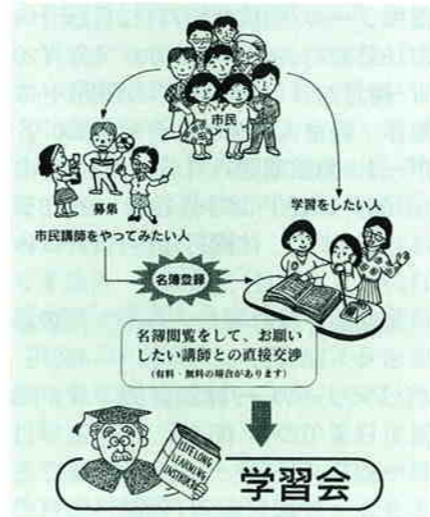 市民
募集
市民講師をやってみたい人
学習をしたい人
名簿登録
名簿閲覧をして、お願い
したい講師との直接交渉
(有料・無料の場合があります)
LIFELONG
LEARNING
INSTRUCTOR
学習会